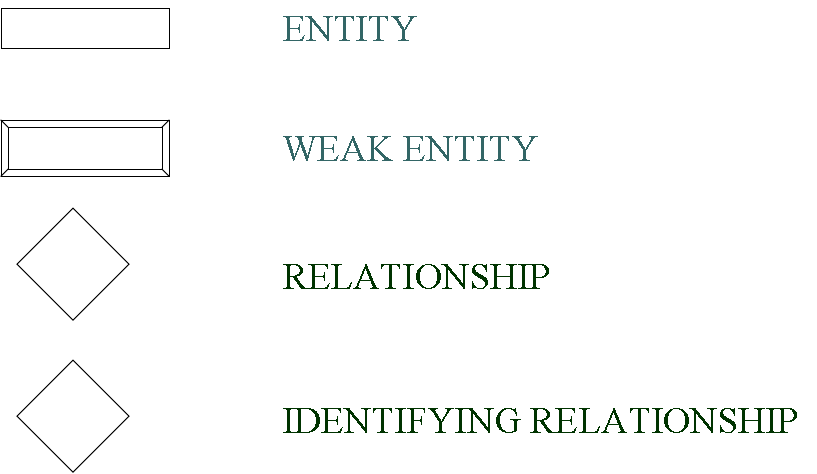 ENTITY
WEAK ENTITY
RELATIONSHIP
IDENTIFYING RELATIONSHIP